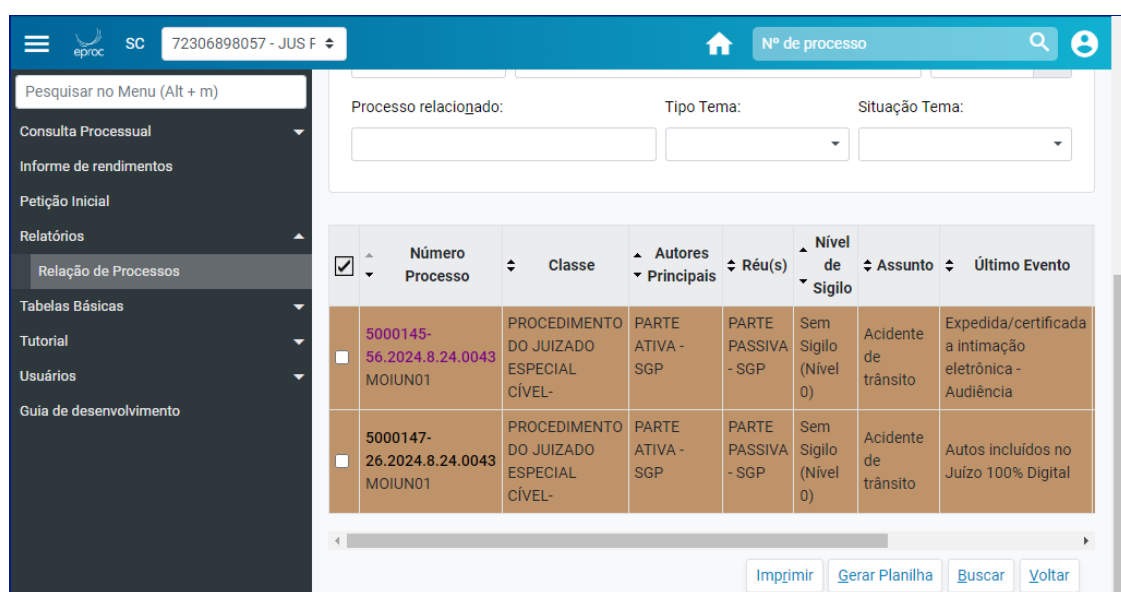 eproc SC 72306898057 - JUS F Nº de processo
Pesquisar no Menu (Alt + m)
Consulta Processual
Informe de rendimentos
Petição Inicial
Relatórios
Relação de Processos
Tabelas Básicas
Tutorial
Usuários
Guia de desenvolvimento
Processo relacionado: Tipo Tema: Situação Tema:
Número Processo Classe Autores Principais Réu(s) Nível de Sigilo Assunto Último Evento
5000145-56.2024.8.24.0043 MOIUN01 PROCEDIMENTO DO JUIZADO ESPECIAL CÍVEL- PARTE ATIVA - SGP PARTE PASSIVA - SGP Sem Sigilo (Nível 0) Acidente de trânsito Expedida/certificada a intimação eletrônica - Audiência
5000147-26.2024.8.24.0043 MOIUN01 PROCEDIMENTO DO JUIZADO ESPECIAL CÍVEL- PARTE ATIVA - SGP PARTE PASSIVA - SGP Sem Sigilo (Nível 0) Acidente de trânsito Autos incluídos no Juízo 100% Digital
Imprimir Gerar Planilha Buscar Voltar